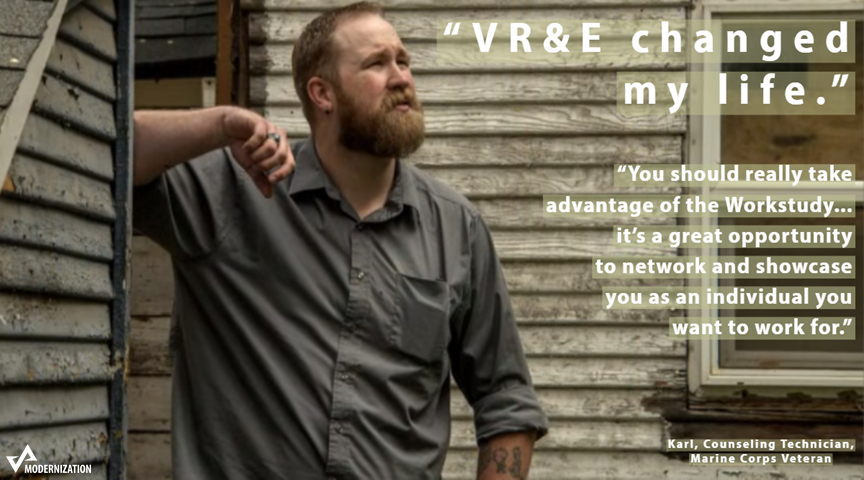 “VR&E changed
my life.”
“You should really take
advantage of the Workstudy...
it’s a great opportunity
to network and showcase
you as an individual you
want to work for.”
Karl, Counseling Technician,
Marine Corps Veteran
VA
MODERNIZATION